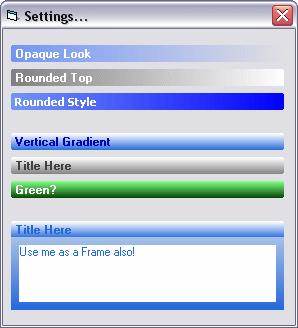 Settings...
Opaque Look
Rounded Top
Rounded Style
Vertical Gradient
Title Here
Green?
Title Here
Use me as a Frame also!